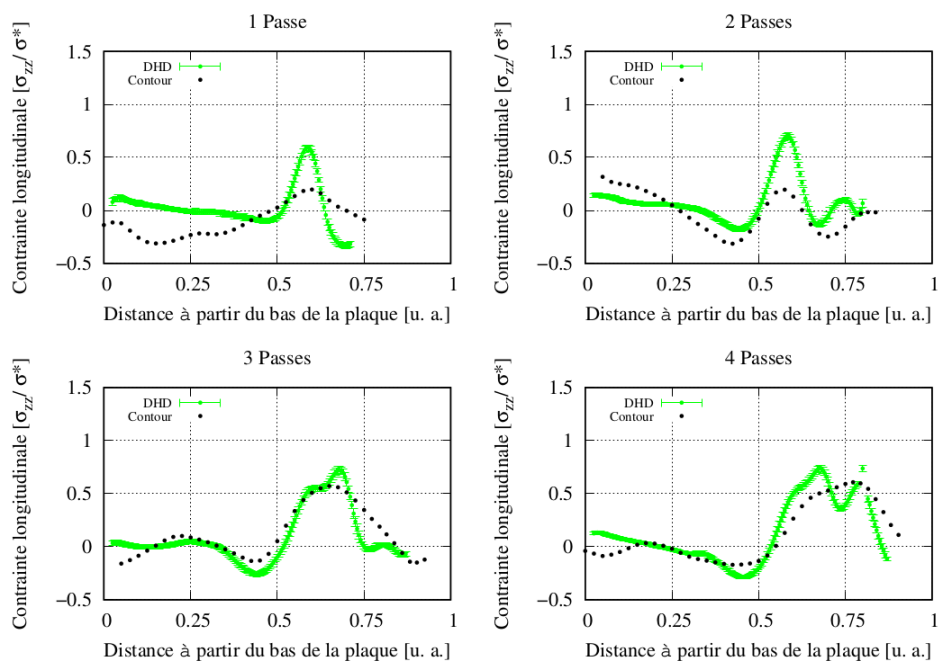 1 Passe
Contrainte longitudinale [σzz/ σ*]
1.5
1
0.5
0
−0.5
DHD
Contour
0 0.25 0.5 0.75 1
Distance à partir du bas de la plaque [u. a.]
2 Passes
Contrainte longitudinale [σzz/ σ*]
1.5
1
0.5
0
−0.5
DHD
Contour
0 0.25 0.5 0.75 1
Distance à partir du bas de la plaque [u. a.]
3 Passes
Contrainte longitudinale [σzz/ σ*]
1.5
1
0.5
0
−0.5
DHD
Contour
0 0.25 0.5 0.75 1
Distance à partir du bas de la plaque [u. a.]
4 Passes
Contrainte longitudinale [σzz/ σ*]
1.5
1
0.5
0
−0.5
DHD
Contour
0 0.25 0.5 0.75 1
Distance à partir du bas de la plaque [u. a.]